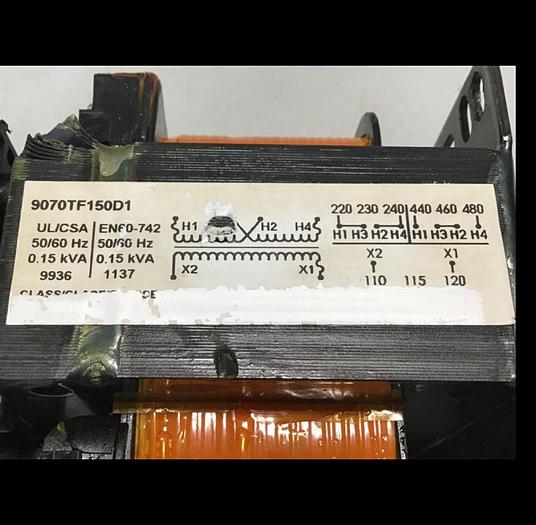 9070TF150D1
UL/CSA EN60-742
50/60 Hz 50/60 Hz
0.15 kVA 0.15 kVA
9936 1137
H1 H2 H4
X2 X1
220 230 240 440 460 480
H1 H3 H2 H4 H1 H3 H2 H4
X2 X1
110 115 120